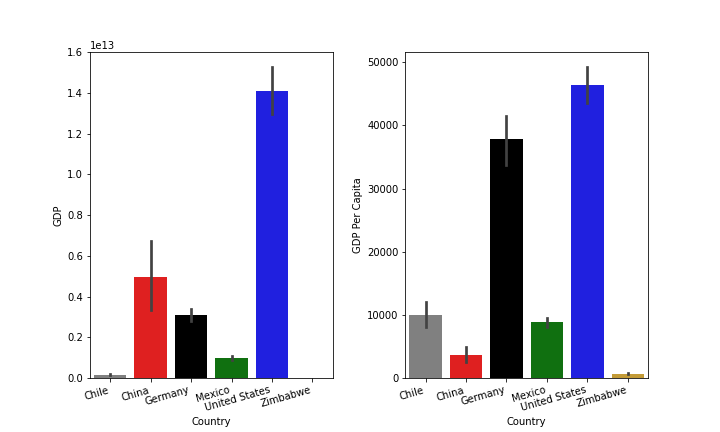 1e13
1.6
1.4
1.2
1.0
0.8
0.6
0.4
0.2
0.0
GDP
Chile
China
Germany
Mexico
United States
Zimbabwe
Country
50000
40000
30000
20000
10000
0
GDP Per Capita
Chile
China
Germany
Mexico
United States
Zimbabwe
Country